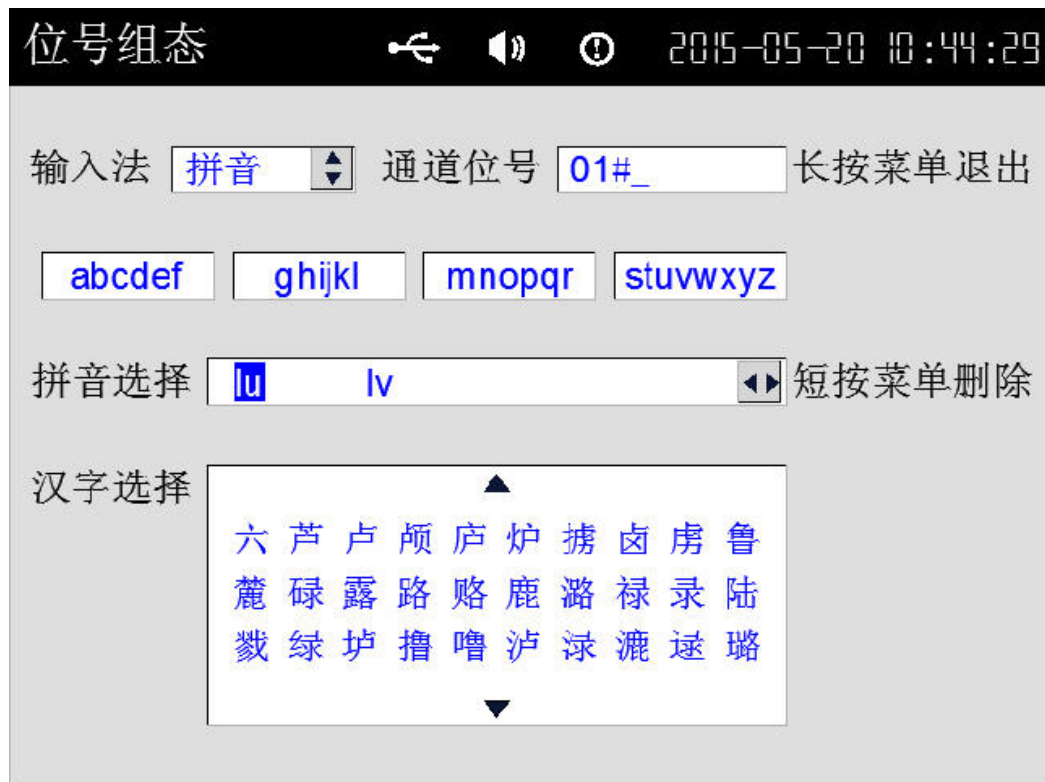 位号组态 2015-05-20 10:44:29
输入法 拼音 通道位号 01#_ 长按菜单退出
abcdef ghijkl mnopqr stuvwxyz
拼音选择 lu lv 短按菜单删除
汉字选择
六 芦 卢 颅 庐 炉 掳 卤 虏 鲁
麓 碌 露 路 赂 鹿 潞 禄 录 陆
戮 绿 垆 撸 噜 泸 渌 漉 逯 璐